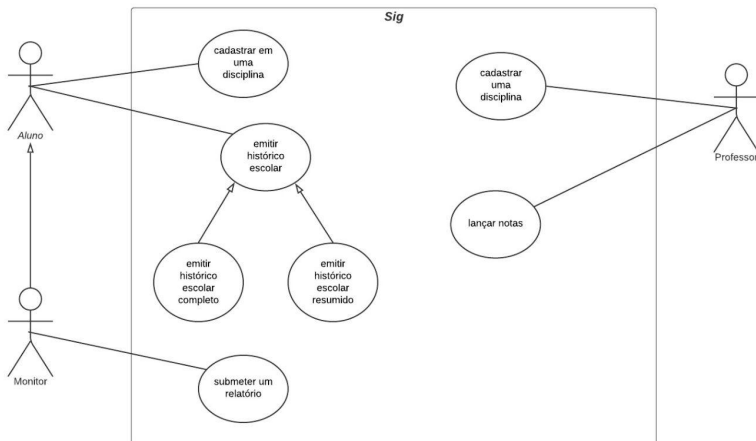 Sig
cadastrar em
uma
disciplina
cadastrar
uma
disciplina
Aluno
emitir
histórico
escolar
Professor
lançar notas
emitir
histórico
escolar
completo
emitir
histórico
escolar
resumido
Monitor
submeter um
relatório